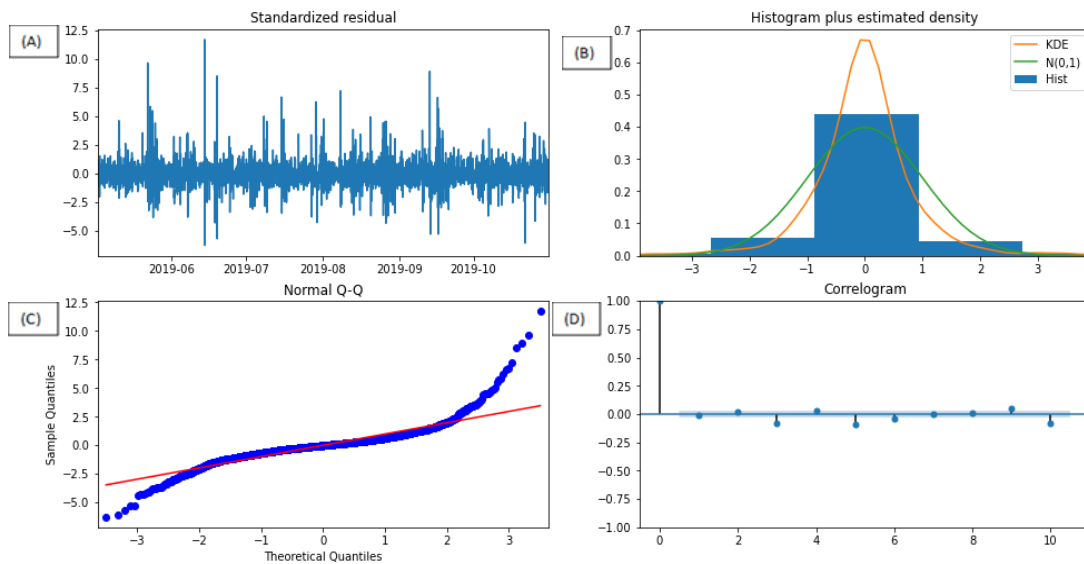 Standardized residual
(A)
12.5
10.0
7.5
5.0
2.5
0.0
−2.5
−5.0
2019-06 2019-07 2019-08 2019-09 2019-10
Histogram plus estimated density
(B)
0.7
0.6
0.5
0.4
0.3
0.2
0.1
0.0
KDE
N(0,1)
Hist
−3 −2 −1 0 1 2 3
Normal Q-Q
(C)
12.5
10.0
7.5
5.0
2.5
0.0
−2.5
−5.0
Sample Quantiles
−3 −2 −1 0 1 2 3
Theoretical Quantiles
Correlogram
(D)
1.00
0.75
0.50
0.25
0.00
−0.25
−0.50
−0.75
−1.00
0 2 4 6 8 10